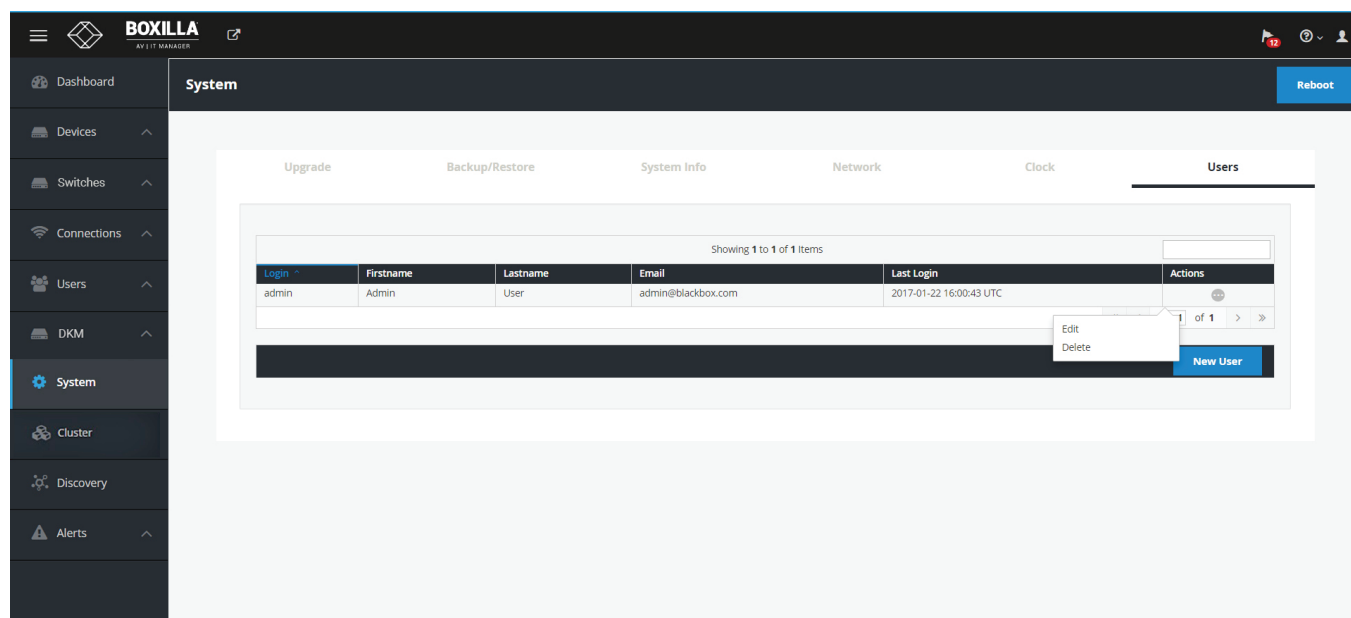 BOXILLA
AV | IT MANAGER
12
Dashboard
System
Reboot
Devices
Switches
Connections
Users
DKM
System
Cluster
Discovery
Alerts
Upgrade Backup/Restore System Info Network Clock Users
Showing 1 to 1 of 1 Items
Login Firstname Lastname Email Last Login Actions
admin Admin User admin@blackbox.com 2017-01-22 16:00:43 UTC
1 of 1
Edit
Delete
New User